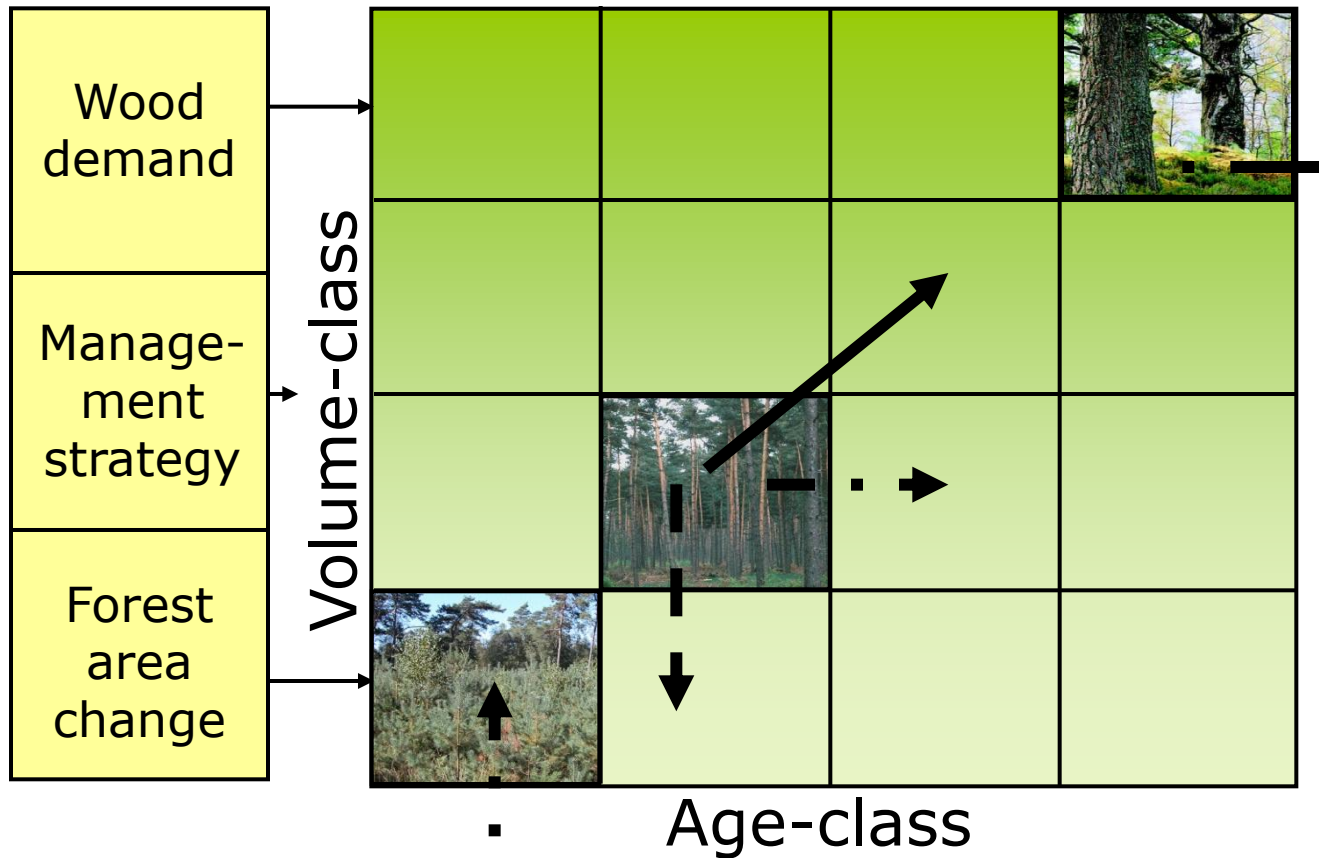 Wood
demand
Manage-
ment
strategy
Forest
area
change
Volume-class
Age-class